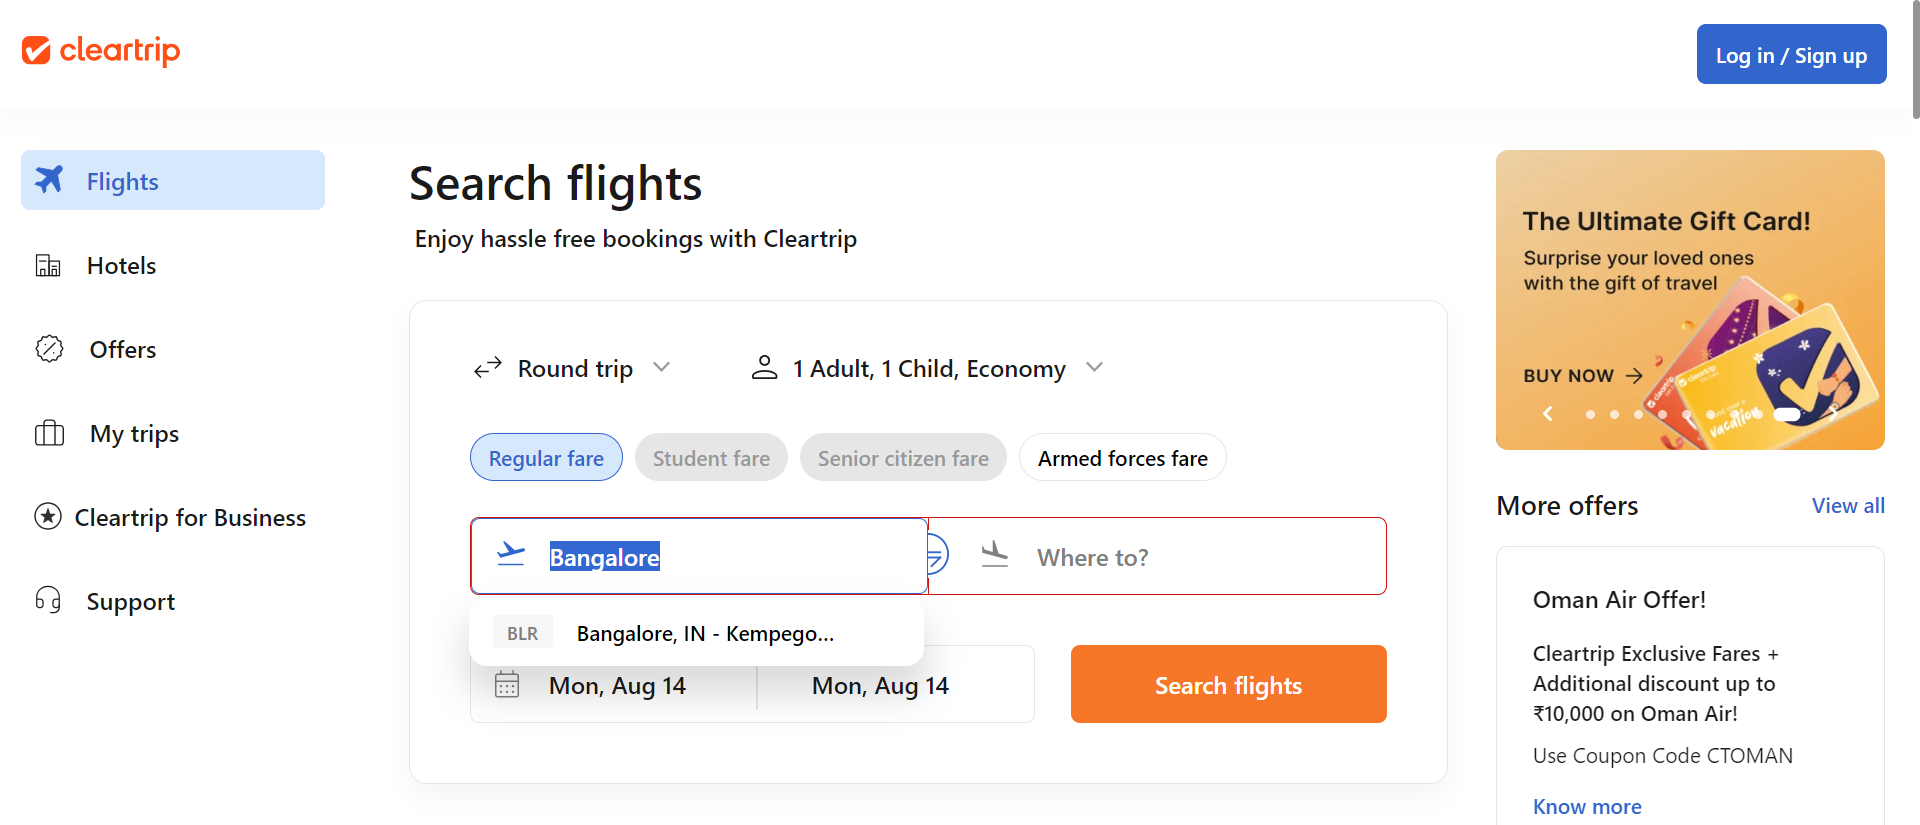 cleartrip
Log in / Sign up
Flights
Hotels
Offers
My trips
Cleartrip for Business
Support
Search flights
Enjoy hassle free bookings with Cleartrip
Round trip
1 Adult, 1 Child, Economy
Regular fare
Student fare
Senior citizen fare
Armed forces fare
Bangalore
Where to?
BLR
Bangalore, IN - Kempego...
Mon, Aug 14
Mon, Aug 14
Search flights
The Ultimate Gift Card!
Surprise your loved ones
with the gift of travel
BUY NOW
cleartrip
cleartrip
vacation
More offers
View all
Oman Air Offer!
Cleartrip Exclusive Fares +
Additional discount up to
₹10,000 on Oman Air!
Use Coupon Code CTOMAN
Know more